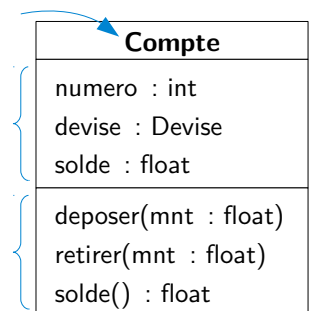 Compte
numero : int
devise : Devise
solde : float
deposer(mnt : float)
retirer(mnt : float)
solde() : float